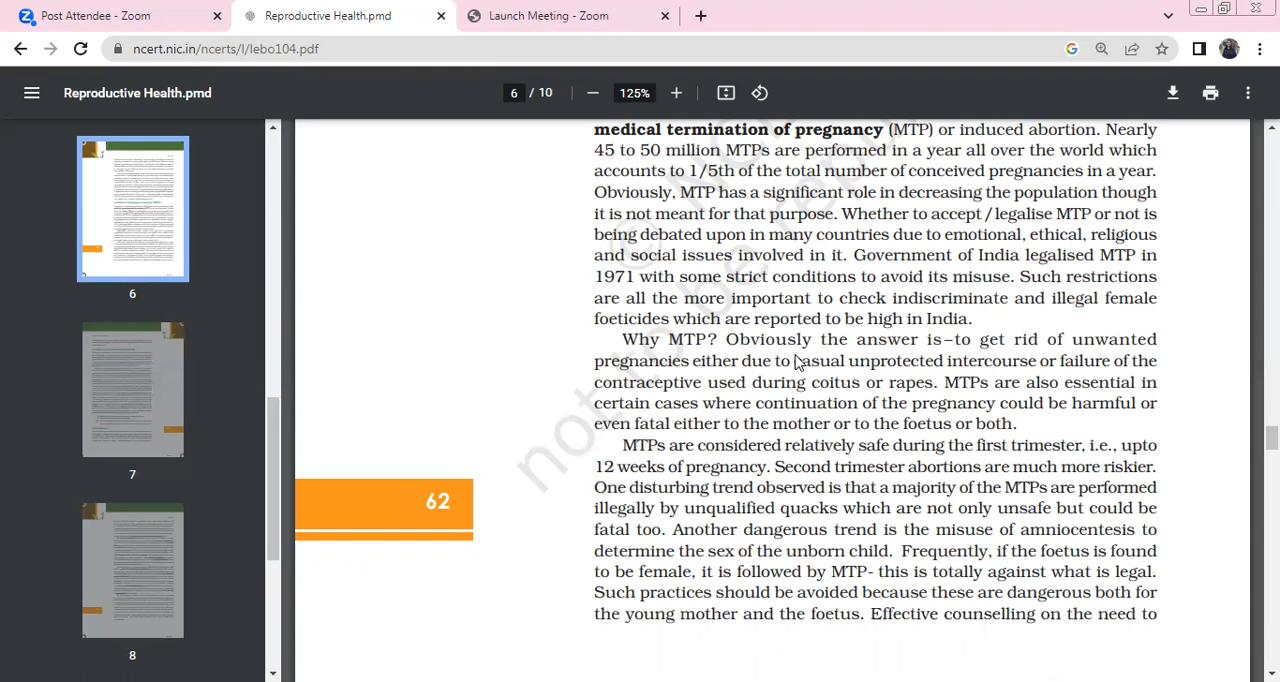 Post Attendee - Zoom
Reproductive Health.pmd
Launch Meeting - Zoom
ncert.nic.in/ncerts/l/lebo104.pdf
Reproductive Health.pmd
6 / 10
125%
6
7
8
62
medical termination of pregnancy (MTP) or induced abortion. Nearly
45 to 50 million MTPs are performed in a year all over the world which
accounts to 1/5th of the total number of conceived pregnancies in a year.
Obviously, MTP has a significant role in decreasing the population though
it is not meant for that purpose. Whether to accept / legalise MTP or not is
being debated upon in many countries due to emotional, ethical, religious
and social issues involved in it. Government of India legalised MTP in
1971 with some strict conditions to avoid its misuse. Such restrictions
are all the more important to check indiscriminate and illegal female
foeticides which are reported to be high in India.
Why MTP? Obviously the answer is–to get rid of unwanted
pregnancies either due to casual unprotected intercourse or failure of the
contraceptive used during coitus or rapes. MTPs are also essential in
certain cases where continuation of the pregnancy could be harmful or
even fatal either to the mother or to the foetus or both.
MTPs are considered relatively safe during the first trimester, i.e., upto
12 weeks of pregnancy. Second trimester abortions are much more riskier.
One disturbing trend observed is that a majority of the MTPs are performed
illegally by unqualified quacks which are not only unsafe but could be
fatal too. Another dangerous trend is the misuse of amniocentesis to
determine the sex of the unborn child. Frequently, if the foetus is found
to be female, it is followed by MTP- this is totally against what is legal.
Such practices should be avoided because these are dangerous both for
the young mother and the foetus. Effective counselling on the need to
not to be